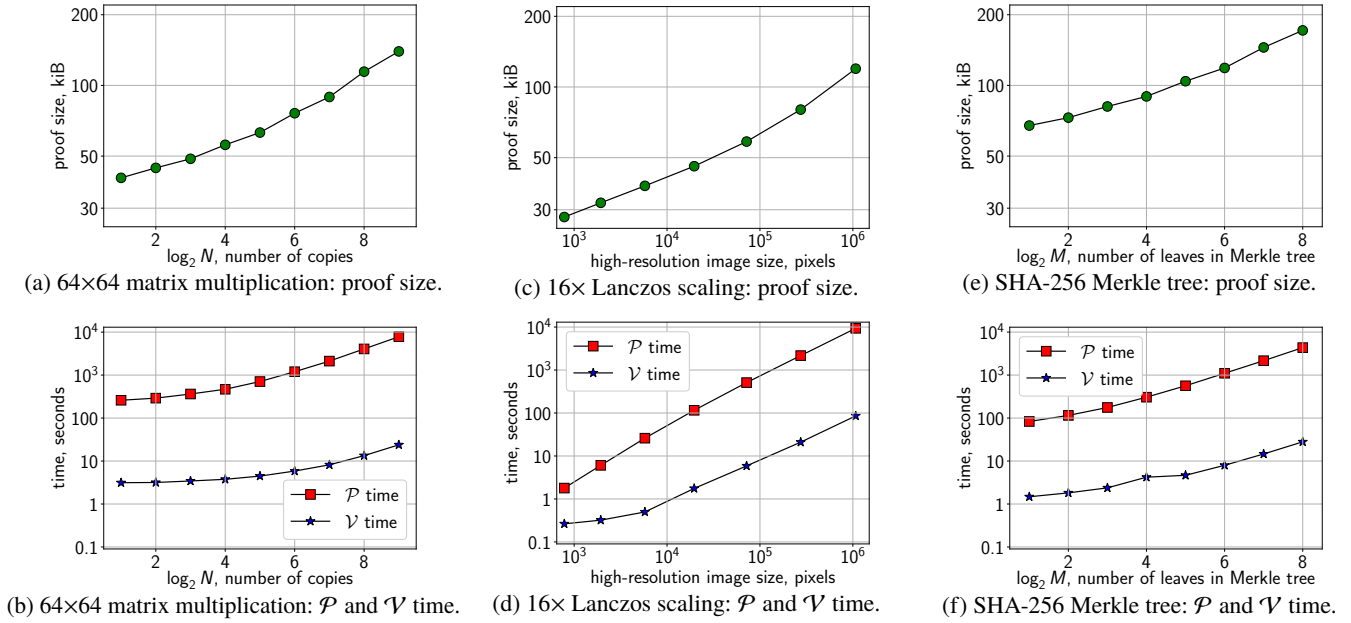 200
100
50
30
proof size, kiB
2 4 6 8
log₂ N, number of copies
(a) 64×64 matrix multiplication: proof size.
200
100
50
30
proof size, kiB
10³ 10⁴ 10⁵ 10⁶
high-resolution image size, pixels
(c) 16× Lanczos scaling: proof size.
200
100
50
30
proof size, kiB
2 4 6 8
log₂ M, number of leaves in Merkle tree
(e) SHA-256 Merkle tree: proof size.
10⁴
10³
100
10
1
0.1
time, seconds
𝒫 time
𝒱 time
2 4 6 8
log₂ N, number of copies
(b) 64×64 matrix multiplication: 𝒫 and 𝒱 time.
10⁴
10³
100
10
1
0.1
time, seconds
𝒫 time
𝒱 time
10³ 10⁴ 10⁵ 10⁶
high-resolution image size, pixels
(d) 16× Lanczos scaling: 𝒫 and 𝒱 time.
10⁴
10³
100
10
1
0.1
time, seconds
𝒫 time
𝒱 time
2 4 6 8
log₂ M, number of leaves in Merkle tree
(f) SHA-256 Merkle tree: 𝒫 and 𝒱 time.